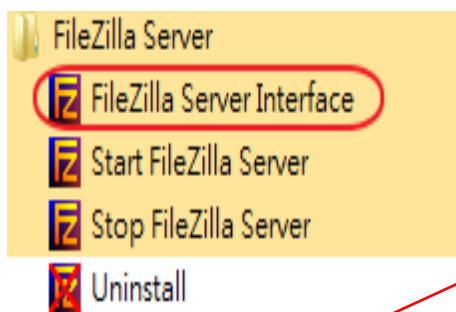 FileZilla Server
FileZilla Server Interface
Start FileZilla Server
Stop FileZilla Server
Uninstall